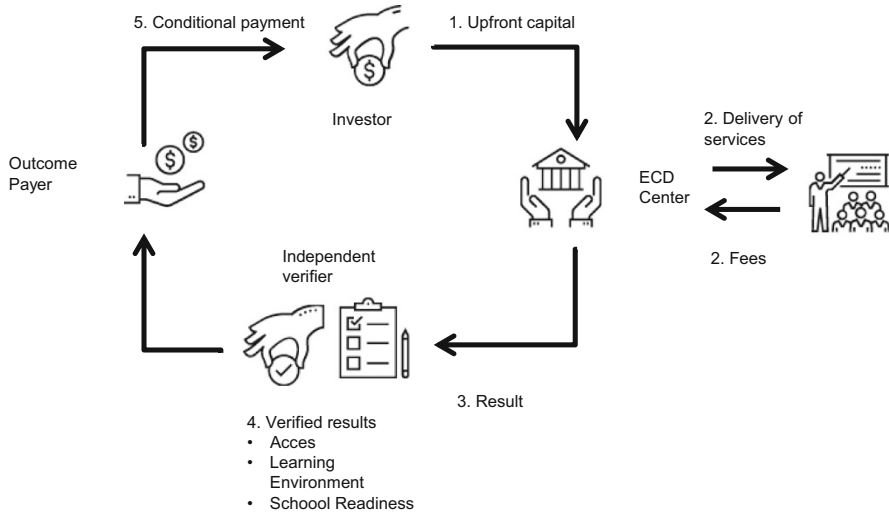 5. Conditional payment
1. Upfront capital
Investor
2. Delivery of
services
Outcome
Payer
ECD
Center
2. Fees
Independent
verifier
3. Result
4. Verified results
• Acces
• Learning
Environment
• Schoool Readiness